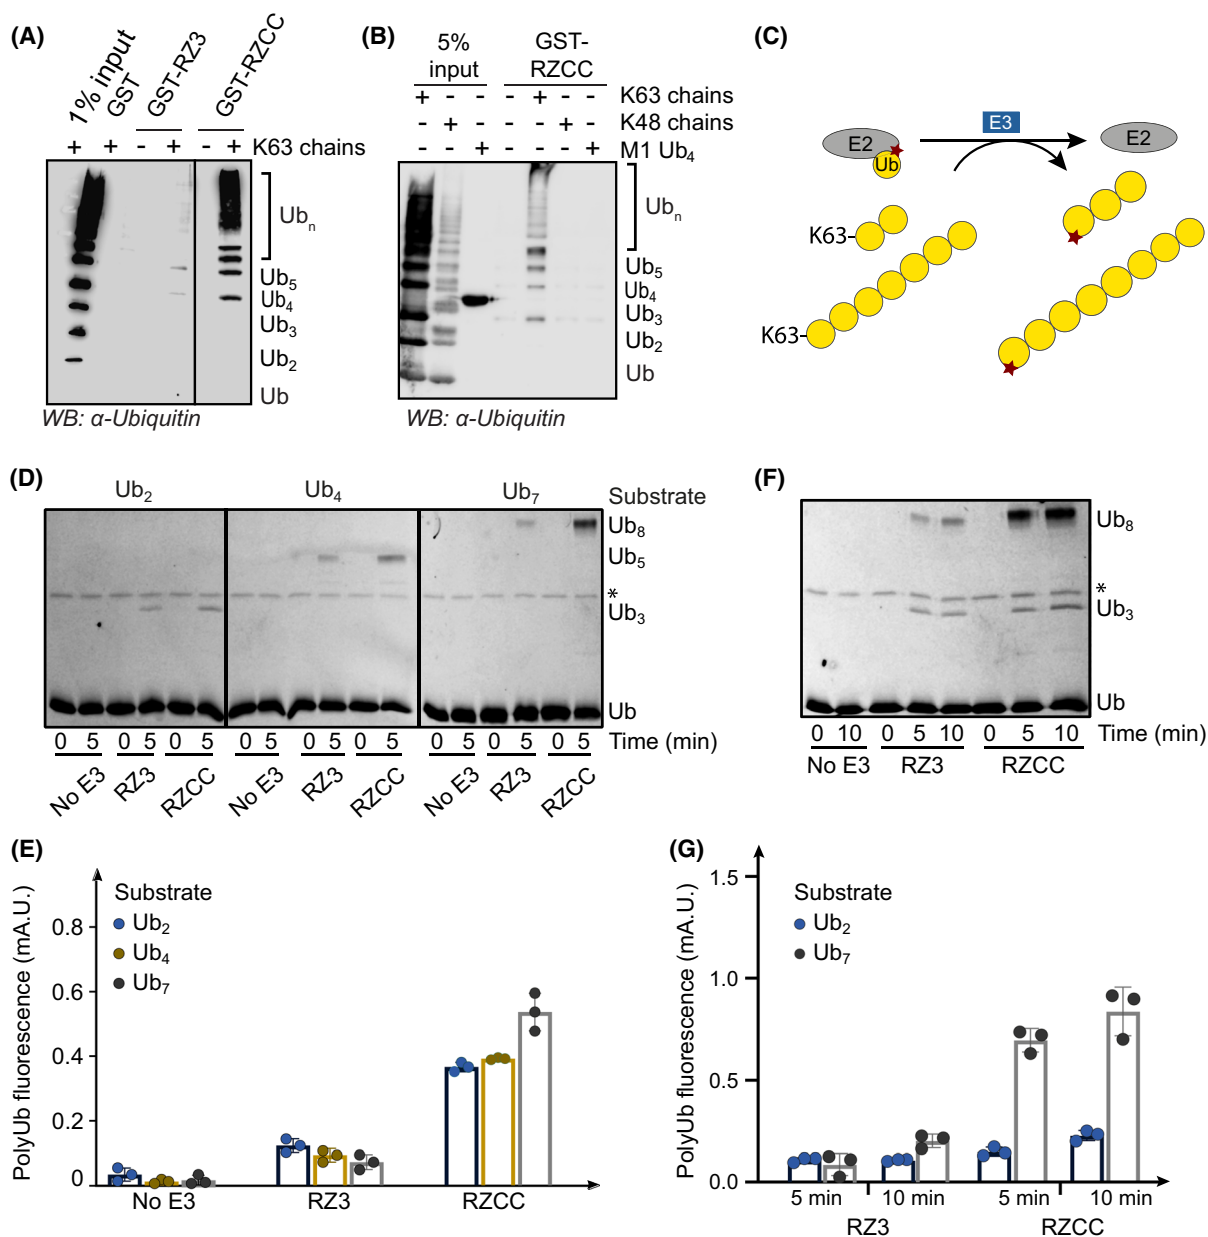 (A)
1% input
GST
GST-RZ3
GST-RZCC
+ + - + - + K63 chains
Ubn
Ub5
Ub4
Ub3
Ub2
Ub
WB: α-Ubiquitin
(B)
5% input
GST-RZCC
+ - - - + - - K63 chains
- + - - - + - K48 chains
- - + - - - + M1 Ub4
Ubn
Ub5
Ub4
Ub3
Ub2
Ub
WB: α-Ubiquitin
(C)
E2
Ub
E3
E2
K63
K63
(D)
Ub2 Ub4 Ub7 Substrate
Ub8
Ub5
*
Ub3
Ub
0 5 0 5 0 5 0 5 0 5 0 5 0 5 0 5 0 5 Time (min)
No E3 RZ3 RZCC No E3 RZ3 RZCC No E3 RZ3 RZCC
(F)
Ub8
*
Ub3
Ub
0 10 0 5 10 0 5 10 Time (min)
No E3 RZ3 RZCC
(E)
PolyUb fluorescence (mA.U.)
Substrate
Ub2
Ub4
Ub7
0.8
0.6
0.4
0.2
0
No E3 RZ3 RZCC
(G)
PolyUb fluorescence (mA.U.)
Substrate
Ub2
Ub7
1.5
1.0
0.5
0.0
5 min 10 min 5 min 10 min
RZ3 RZCC